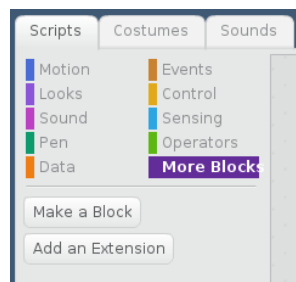 Scripts Costumes Sounds
Motion Events
Looks Control
Sound Sensing
Pen Operators
Data More Blocks
Make a Block
Add an Extension